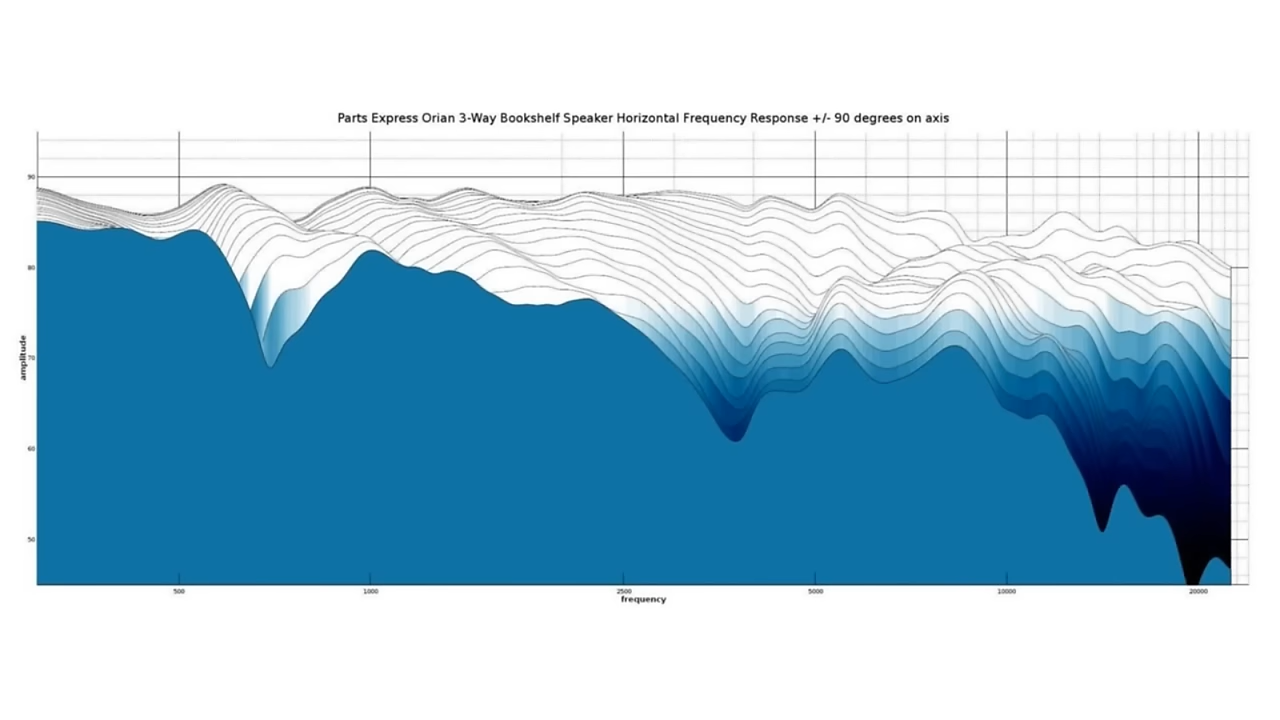 Parts Express Orian 3-Way Bookshelf Speaker Horizontal Frequency Response +/- 90 degrees on axis
90
80
70
60
50
amplitude
500 1000 2500 5000 10000 20000
frequency